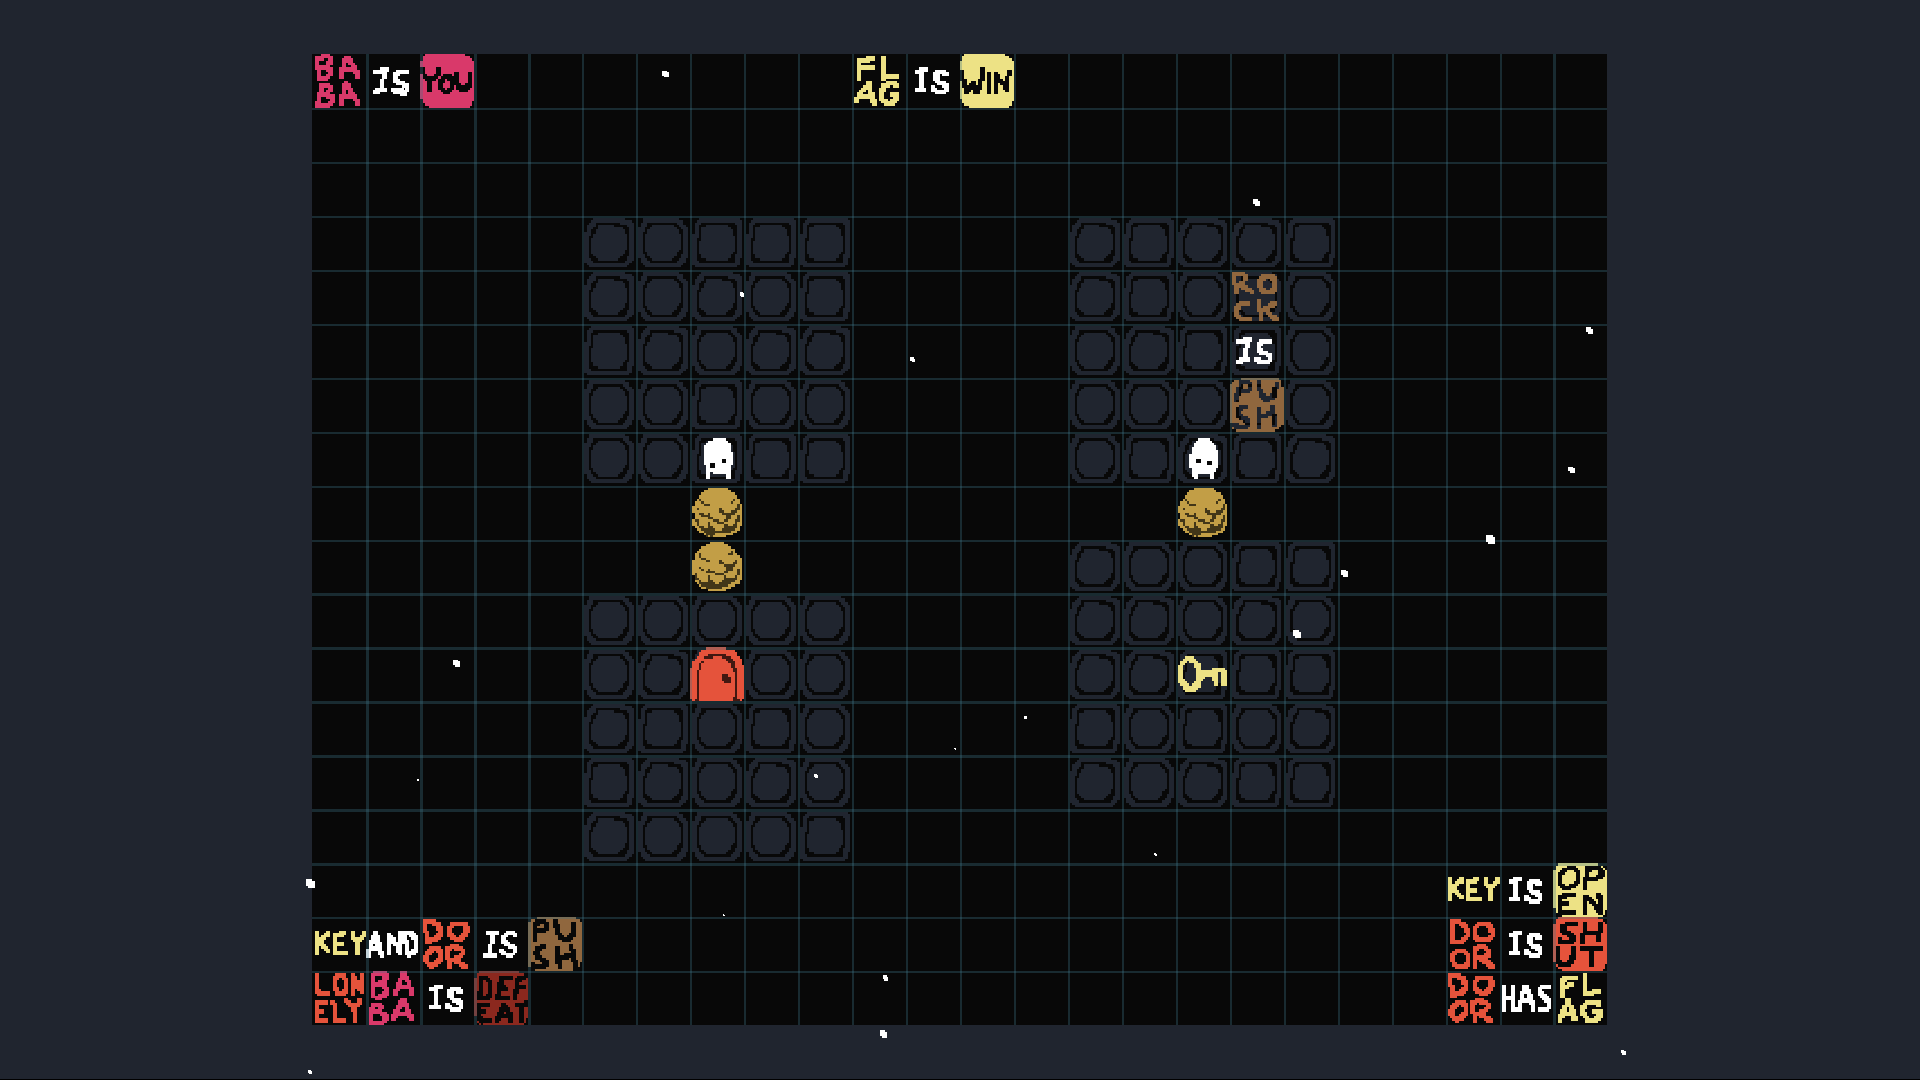 BABA IS YOU
FLAG IS WIN
ROCK
IS
PUSH
KEY IS OPEN
KEY AND DOOR IS PUSH
DOOR IS SHUT
LONELY BABA IS DEFEAT
DOOR HAS FLAG